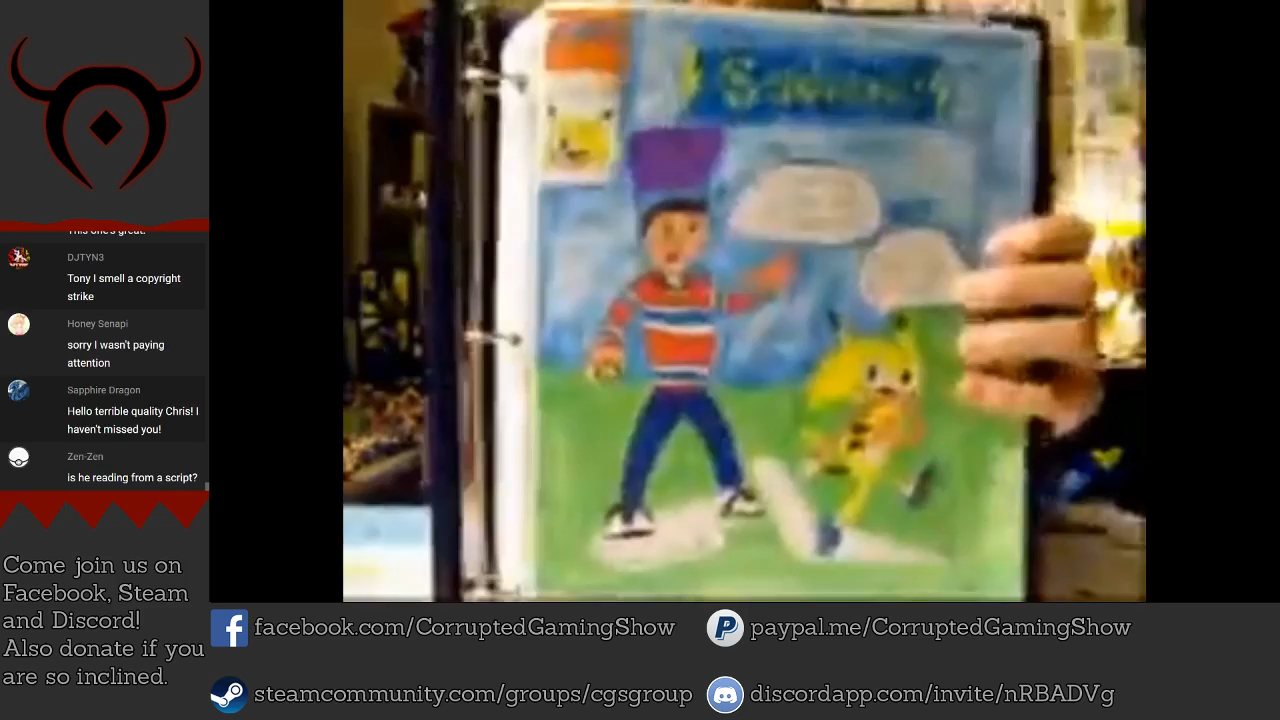 This one's great.
DJTYN3
Tony I smell a copyright
strike
Honey Senapi
sorry I wasn't paying
attention
Sapphire Dragon
Hello terrible quality Chris! I
haven't missed you!
Zen-Zen
is he reading from a script?
Come join us on
Facebook, Steam
and Discord!
Also donate if you
are so inclined.
facebook.com/CorruptedGamingShow
paypal.me/CorruptedGamingShow
steamcommunity.com/groups/cgsgroup
discordapp.com/invite/nRBADVg